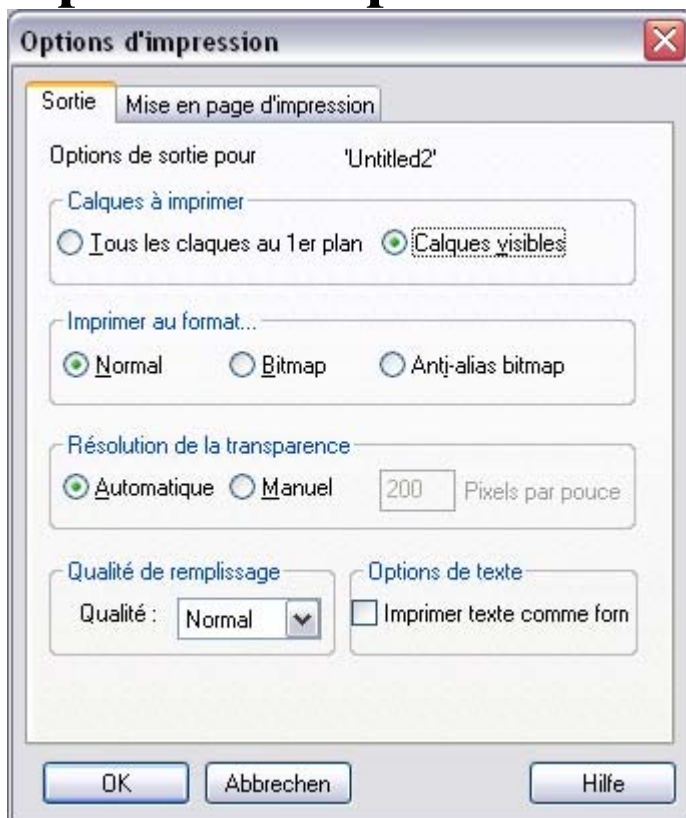 Options d'impression
Sortie
Mise en page d'impression
Options de sortie pour 'Untitled2'
Calques à imprimer
Tous les claques au 1er plan
Calques visibles
Imprimer au format...
Normal
Bitmap
Anti-alias bitmap
Résolution de la transparence
Automatique
Manuel
200
Pixels par pouce
Qualité de remplissage
Options de texte
Qualité :
Normal
Imprimer texte comme forn
OK
Abbrechen
Hilfe